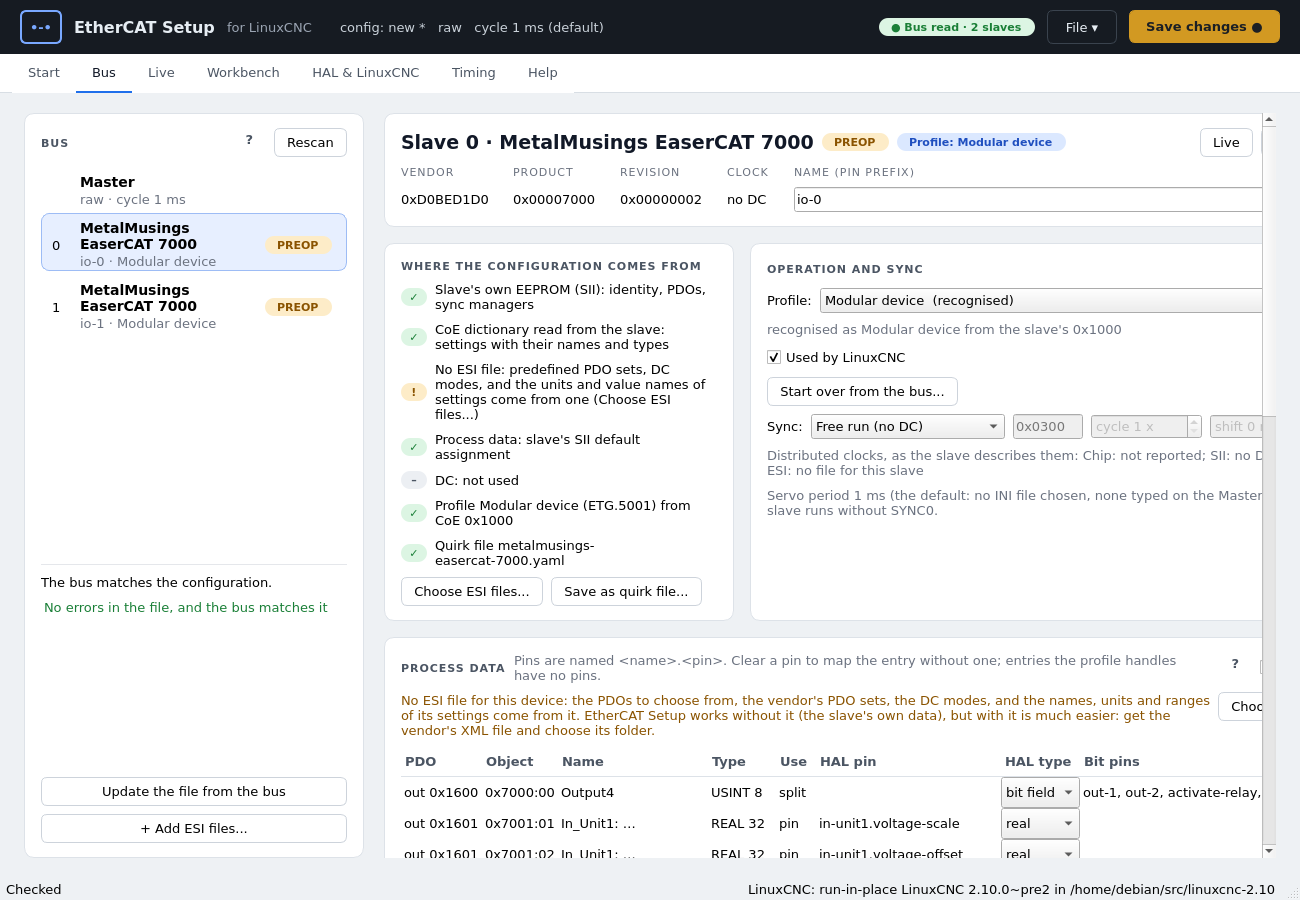 EtherCAT Setup for LinuxCNC config: new * raw cycle 1 ms (default) ● Bus read · 2 slaves File ▾ Save changes ●
Start Bus Live Workbench HAL & LinuxCNC Timing Help
BUS ? Rescan
Master
raw · cycle 1 ms
0 MetalMusings
EaserCAT 7000 PREOP
io-0 · Modular device
1 MetalMusings
EaserCAT 7000 PREOP
io-1 · Modular device
The bus matches the configuration.
No errors in the file, and the bus matches it
Update the file from the bus
+ Add ESI files...
Slave 0 · MetalMusings EaserCAT 7000 PREOP Profile: Modular device Live
VENDOR PRODUCT REVISION CLOCK NAME (PIN PREFIX)
0xD0BED1D0 0x00007000 0x00000002 no DC io-0
WHERE THE CONFIGURATION COMES FROM
✓ Slave's own EEPROM (SII): identity, PDOs,
sync managers
✓ CoE dictionary read from the slave:
settings with their names and types
! No ESI file: predefined PDO sets, DC
modes, and the units and value names of
settings come from one (Choose ESI
files...)
✓ Process data: slave's SII default
assignment
– DC: not used
✓ Profile Modular device (ETG.5001) from
CoE 0x1000
✓ Quirk file metalmusings-
easercat-7000.yaml
Choose ESI files... Save as quirk file...
OPERATION AND SYNC
Profile: Modular device (recognised)
recognised as Modular device from the slave's 0x1000
Used by LinuxCNC
Start over from the bus...
Sync: Free run (no DC) 0x0300 cycle 1 x shift 0
Distributed clocks, as the slave describes them: Chip: not reported; SII: no
ESI: no file for this slave
Servo period 1 ms (the default: no INI file chosen, none typed on the Master
slave runs without SYNC0.
PROCESS DATA Pins are named <name>.<pin>. Clear a pin to map the entry without one; entries the profile handles
have no pins. ?
No ESI file for this device: the PDOs to choose from, the vendor's PDO sets, the DC modes, and the names, units and ranges
of its settings come from it. EtherCAT Setup works without it (the slave's own data), but with it is much easier: get the
vendor's XML file and choose its folder. Choo
PDO Object Name Type Use HAL pin HAL type Bit pins
out 0x1600 0x7000:00 Output4 USINT 8 split bit field out-1, out-2, activate-relay,
out 0x1601 0x7001:01 In_Unit1: ... REAL 32 pin in-unit1.voltage-scale real
out 0x1601 0x7001:02 In_Unit1: ... REAL 32 pin in-unit1.voltage-offset real
Checked LinuxCNC: run-in-place LinuxCNC 2.10.0~pre2 in /home/debian/src/linuxcnc-2.10